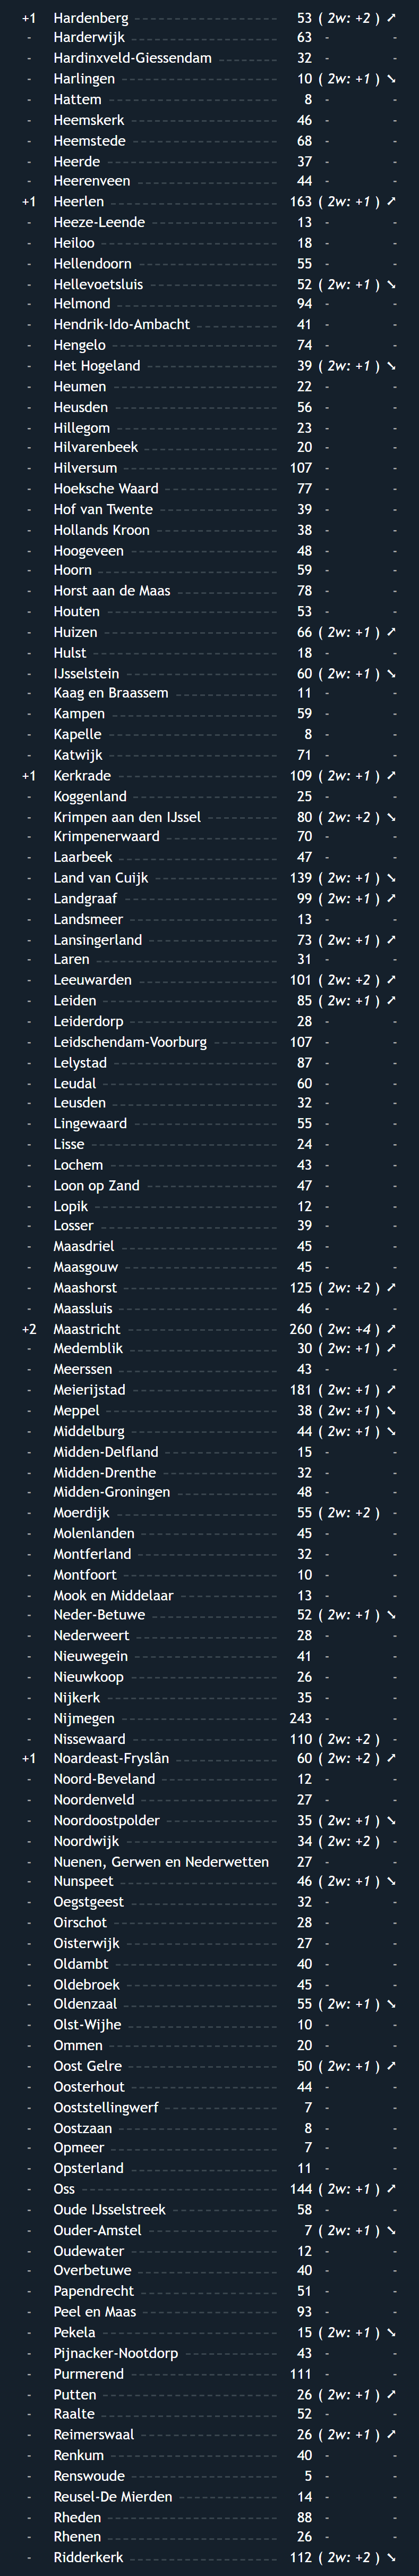 +1 Hardenberg 53 ( 2w: +2 ) ➚
- Harderwijk 63 - -
- Hardinxveld-Giessendam 32 - -
- Harlingen 10 ( 2w: +1 ) ➘
- Hattem 8 - -
- Heemskerk 46 - -
- Heemstede 68 - -
- Heerde 37 - -
- Heerenveen 44 - -
+1 Heerlen 163 ( 2w: +1 ) ➚
- Heeze-Leende 13 - -
- Heiloo 18 - -
- Hellendoorn 55 - -
- Hellevoetsluis 52 ( 2w: +1 ) ➘
- Helmond 94 - -
- Hendrik-Ido-Ambacht 41 - -
- Hengelo 74 - -
- Het Hogeland 39 ( 2w: +1 ) ➘
- Heumen 22 - -
- Heusden 56 - -
- Hillegom 23 - -
- Hilvarenbeek 20 - -
- Hilversum 107 - -
- Hoeksche Waard 77 - -
- Hof van Twente 39 - -
- Hollands Kroon 38 - -
- Hoogeveen 48 - -
- Hoorn 59 - -
- Horst aan de Maas 78 - -
- Houten 53 - -
- Huizen 66 ( 2w: +1 ) ➚
- Hulst 18 - -
- IJsselstein 60 ( 2w: +1 ) ➘
- Kaag en Braassem 11 - -
- Kampen 59 - -
- Kapelle 8 - -
- Katwijk 71 - -
+1 Kerkrade 109 ( 2w: +1 ) ➚
- Koggenland 25 - -
- Krimpen aan den IJssel 80 ( 2w: +2 ) ➘
- Krimpenerwaard 70 - -
- Laarbeek 47 - -
- Land van Cuijk 139 ( 2w: +1 ) ➘
- Landgraaf 99 ( 2w: +1 ) ➚
- Landsmeer 13 - -
- Lansingerland 73 ( 2w: +1 ) ➚
- Laren 31 - -
- Leeuwarden 101 ( 2w: +2 ) ➚
- Leiden 85 ( 2w: +1 ) ➚
- Leiderdorp 28 - -
- Leidschendam-Voorburg 107 - -
- Lelystad 87 - -
- Leudal 60 - -
- Leusden 32 - -
- Lingewaard 55 - -
- Lisse 24 - -
- Lochem 43 - -
- Loon op Zand 47 - -
- Lopik 12 - -
- Losser 39 - -
- Maasdriel 45 - -
- Maasgouw 45 - -
- Maashorst 125 ( 2w: +2 ) ➚
- Maassluis 46 - -
+2 Maastricht 260 ( 2w: +4 ) ➚
- Medemblik 30 ( 2w: +1 ) ➚
- Meerssen 43 - -
- Meierijstad 181 ( 2w: +1 ) ➚
- Meppel 38 ( 2w: +1 ) ➘
- Middelburg 44 ( 2w: +1 ) ➘
- Midden-Delfland 15 - -
- Midden-Drenthe 32 - -
- Midden-Groningen 48 - -
- Moerdijk 55 ( 2w: +2 ) -
- Molenlanden 45 - -
- Montferland 32 - -
- Montfoort 10 - -
- Mook en Middelaar 13 - -
- Neder-Betuwe 52 ( 2w: +1 ) ➘
- Nederweert 28 - -
- Nieuwegein 41 - -
- Nieuwkoop 26 - -
- Nijkerk 35 - -
- Nijmegen 243 - -
- Nissewaard 110 ( 2w: +2 ) -
+1 Noardeast-Fryslân 60 ( 2w: +2 ) ➚
- Noord-Beveland 12 - -
- Noordenveld 27 - -
- Noordoostpolder 35 ( 2w: +1 ) ➘
- Noordwijk 34 ( 2w: +2 ) -
- Nuenen, Gerwen en Nederwetten 27 - -
- Nunspeet 46 ( 2w: +1 ) ➘
- Oegstgeest 32 - -
- Oirschot 28 - -
- Oisterwijk 27 - -
- Oldambt 40 - -
- Oldebroek 45 - -
- Oldenzaal 55 ( 2w: +1 ) ➘
- Olst-Wijhe 10 - -
- Ommen 20 - -
- Oost Gelre 50 ( 2w: +1 ) ➚
- Oosterhout 44 - -
- Ooststellingwerf 7 - -
- Oostzaan 8 - -
- Opmeer 7 - -
- Opsterland 11 - -
- Oss 144 ( 2w: +1 ) ➚
- Oude IJsselstreek 58 - -
- Ouder-Amstel 7 ( 2w: +1 ) ➘
- Oudewater 12 - -
- Overbetuwe 40 - -
- Papendrecht 51 - -
- Peel en Maas 93 - -
- Pekela 15 ( 2w: +1 ) ➘
- Pijnacker-Nootdorp 43 - -
- Purmerend 111 - -
- Putten 26 ( 2w: +1 ) ➚
- Raalte 52 - -
- Reimerswaal 26 ( 2w: +1 ) ➚
- Renkum 40 - -
- Renswoude 5 - -
- Reusel-De Mierden 14 - -
- Rheden 88 - -
- Rhenen 26 - -
- Ridderkerk 112 ( 2w: +2 ) ➘